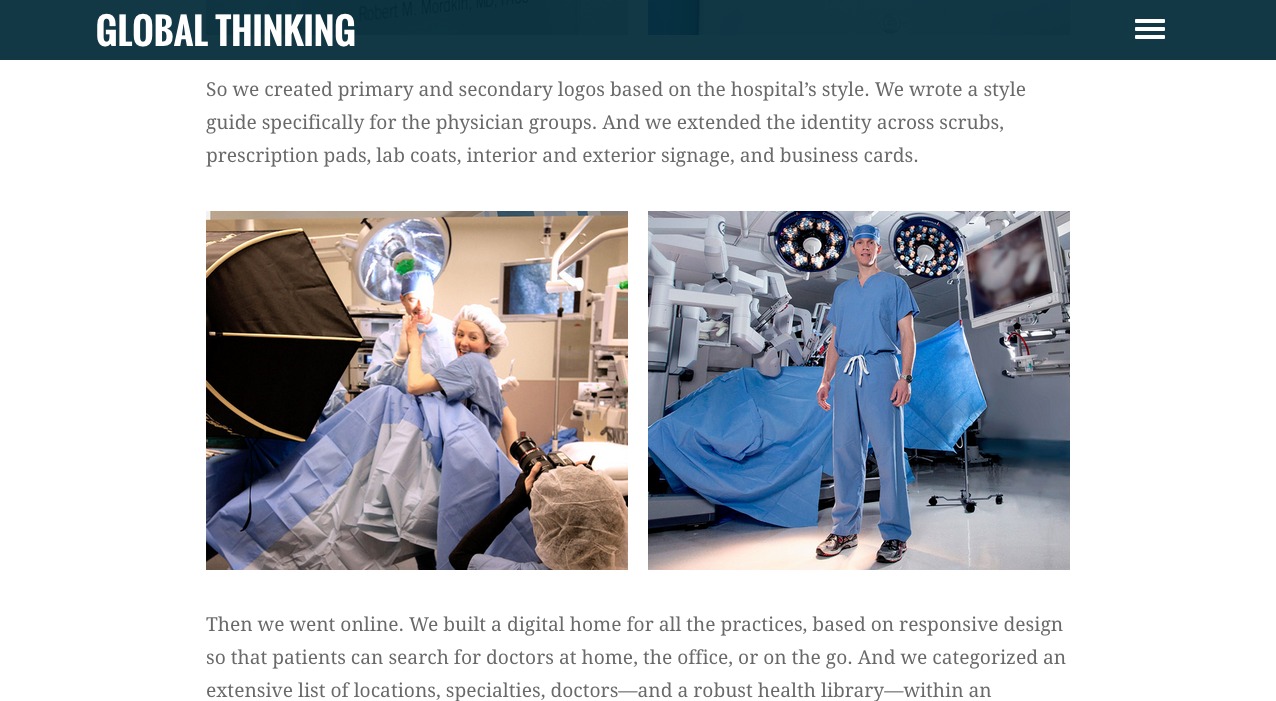 Robert M.
GLOBAL THINKING
So we created primary and secondary logos based on the hospital’s style. We wrote a style
guide specifically for the physician groups. And we extended the identity across scrubs,
prescription pads, lab coats, interior and exterior signage, and business cards.
Then we went online. We built a digital home for all the practices, based on responsive design
so that patients can search for doctors at home, the office, or on the go. And we categorized an
extensive list of locations, specialties, doctors—and a robust health library—within an